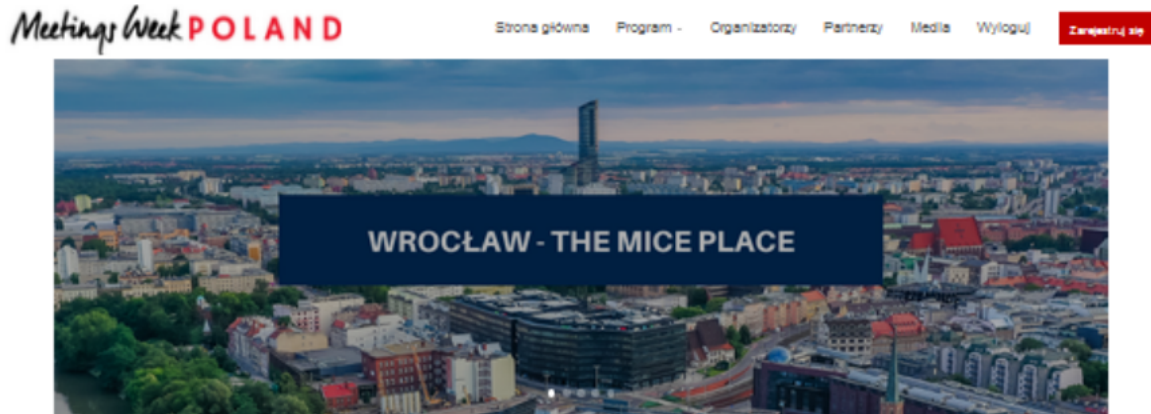 Meetings Week POLAND
Strona główna Program - Organizatorzy Partnerzy Media Wyloguj Zarejestruj się
WROCŁAW - THE MICE PLACE